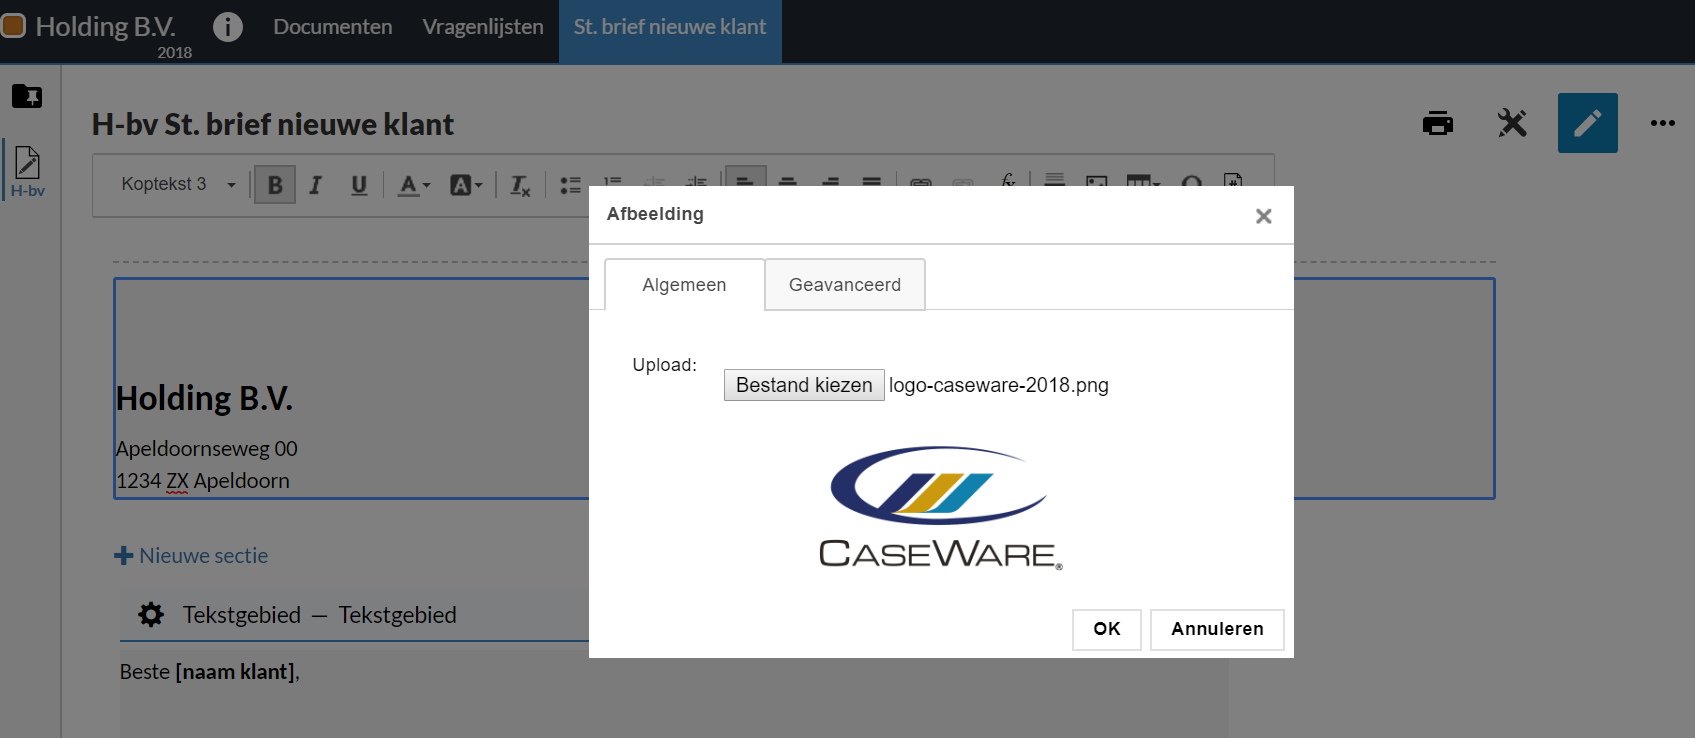 Holding B.V.
2018
i
Documenten
Vragenlijsten
St. brief nieuwe klant
H-bv
H-bv St. brief nieuwe klant
Koptekst 3
B
I
U
A
A
Tx
Afbeelding
Algemeen
Geavanceerd
Upload:
Bestand kiezen logo-caseware-2018.png
CASEWARE®
OK
Annuleren
Holding B.V.
Apeldoornseweg 00
1234 ZX Apeldoorn
Nieuwe sectie
Tekstgebied — Tekstgebied
Beste [naam klant],